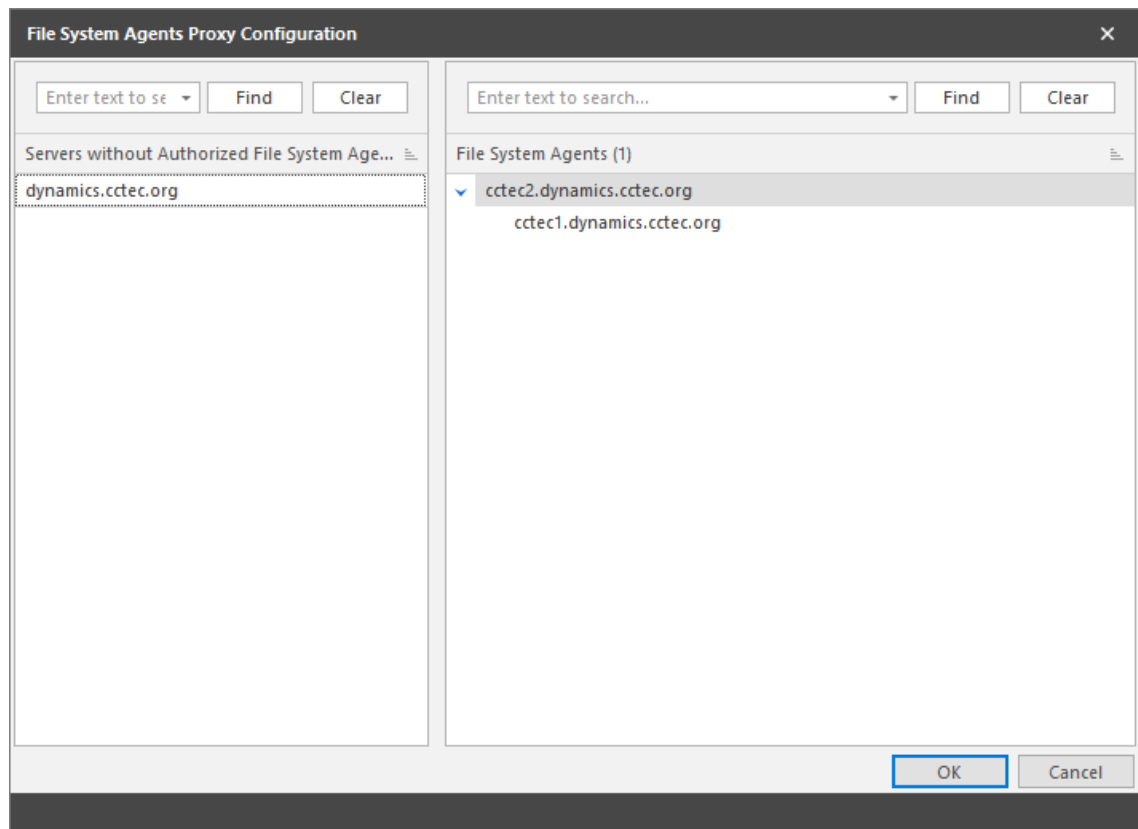 File System Agents Proxy Configuration
Enter text to se
Find
Clear
Servers without Authorized File System Age...
dynamics.cctec.org
Enter text to search...
Find
Clear
File System Agents (1)
cctec2.dynamics.cctec.org
cctec1.dynamics.cctec.org
OK
Cancel